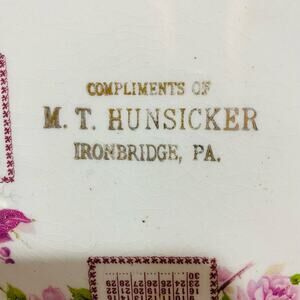 COMPLIMENTS OF
M. T. HUNSICKER
IRONBRIDGE, PA.